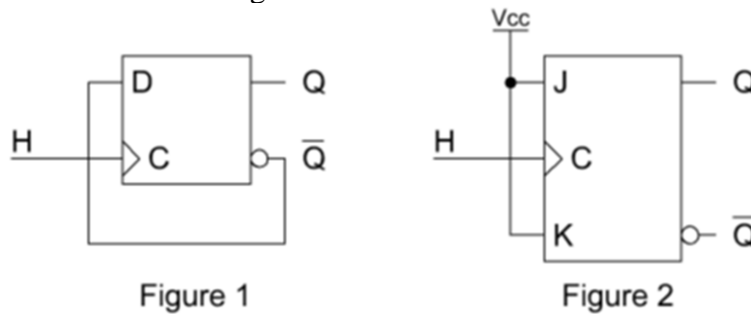 Vcc
D Q
H C Q̅
J Q
H C
K Q̅
Figure 1
Figure 2